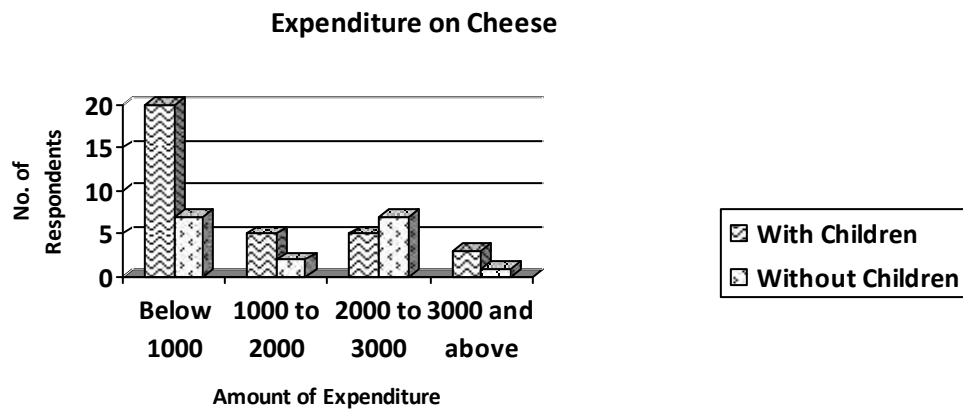 Expenditure on Cheese
No. of
Respondents
20
15
10
5
0
Below
1000
1000 to
2000
2000 to
3000
3000 and
above
Amount of Expenditure
With Children
Without Children